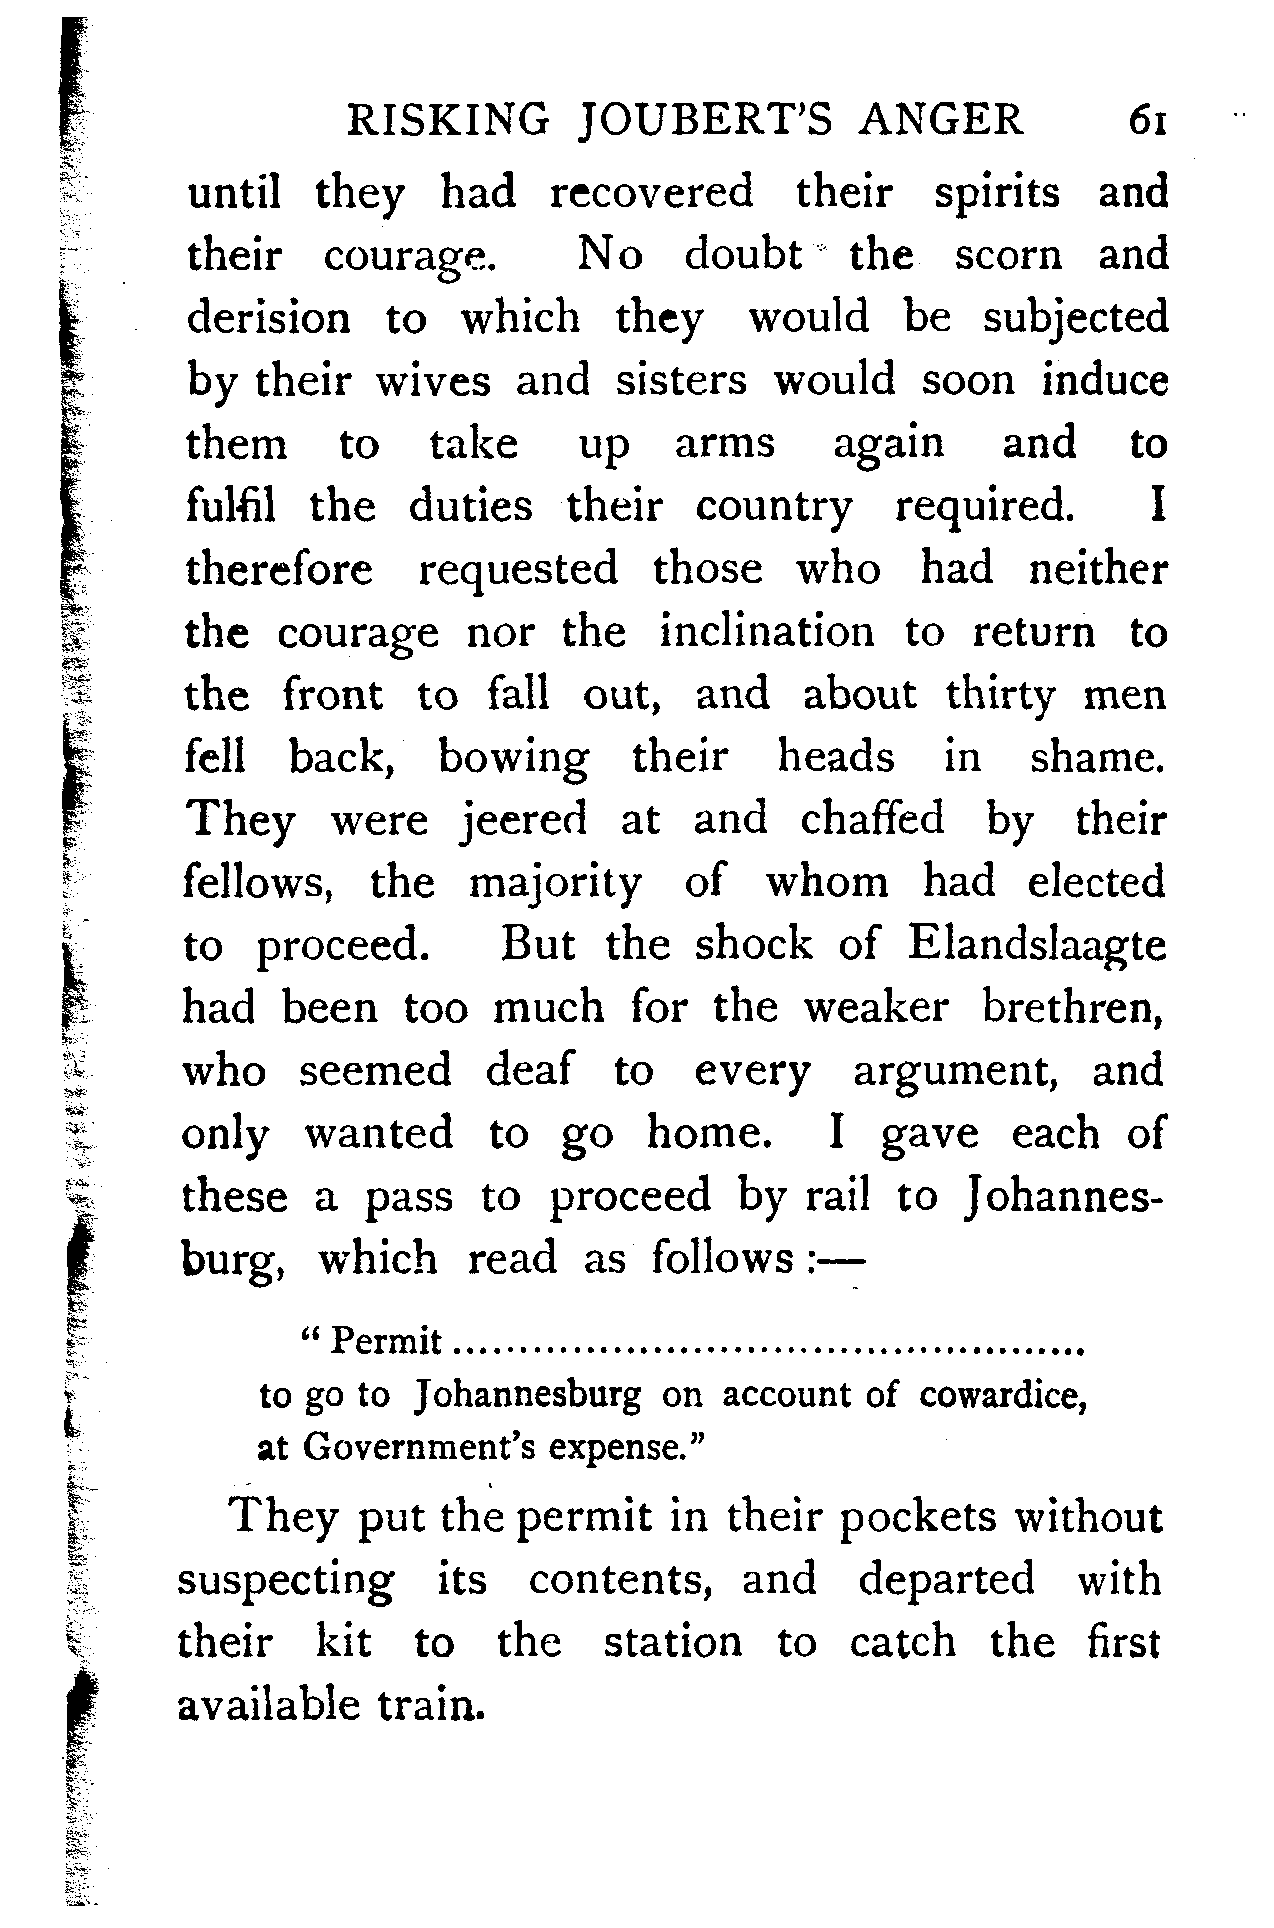 RISKING JOUBERT'S ANGER 61
until they had recovered their spirits and
their courage. No doubt the scorn and
derision to which they would be subjected
by their wives and sisters would soon induce
them to take up arms again and to
fulfil the duties their country required. I
therefore requested those who had neither
the courage nor the inclination to return to
the front to fall out, and about thirty men
fell back, bowing their heads in shame.
They were jeered at and chaffed by their
fellows, the majority of whom had elected
to proceed. But the shock of Elandslaagte
had been too much for the weaker brethren,
who seemed deaf to every argument, and
only wanted to go home. I gave each of
these a pass to proceed by rail to Johannes-
burg, which read as follows :—
“ Permit ................................................
to go to Johannesburg on account of cowardice,
at Government's expense.”
They put the permit in their pockets without
suspecting its contents, and departed with
their kit to the station to catch the first
available train.